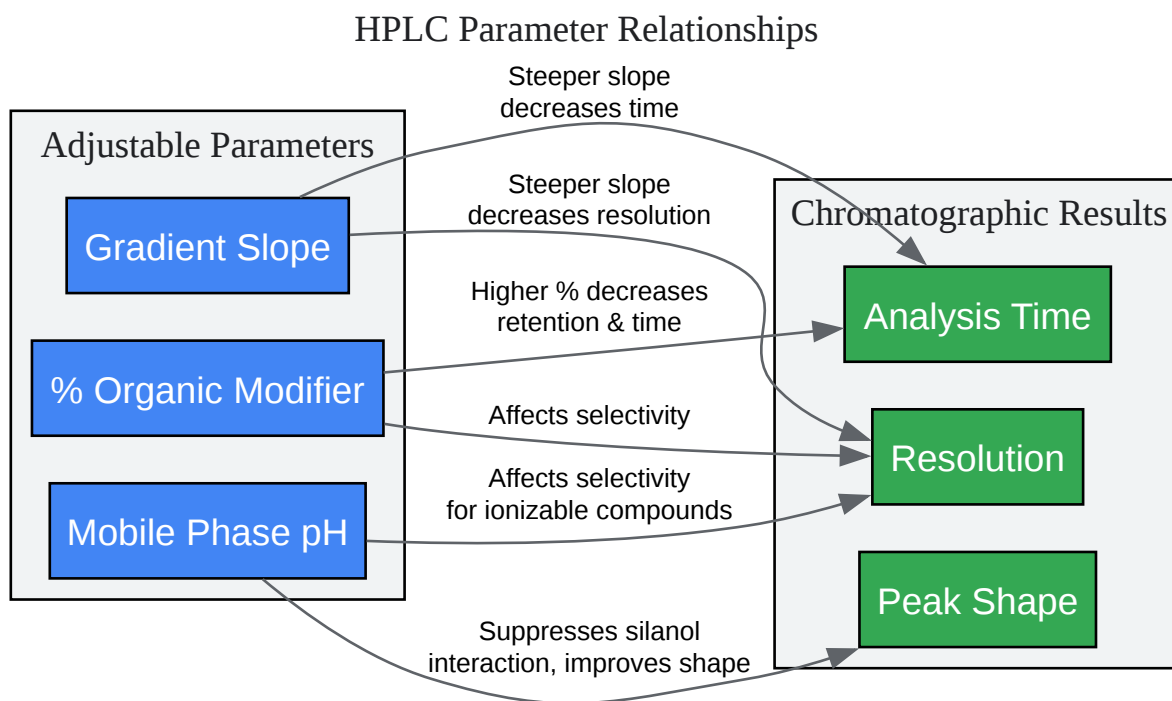 HPLC Parameter Relationships
Steeper slope
decreases time
Adjustable Parameters
Steeper slope
decreases resolution
Chromatographic Results
Gradient Slope
Higher % decreases
retention & time
Analysis Time
% Organic Modifier
Affects selectivity
Resolution
Affects selectivity
for ionizable compounds
Mobile Phase pH
Peak Shape
Suppresses silanol
interaction, improves shape